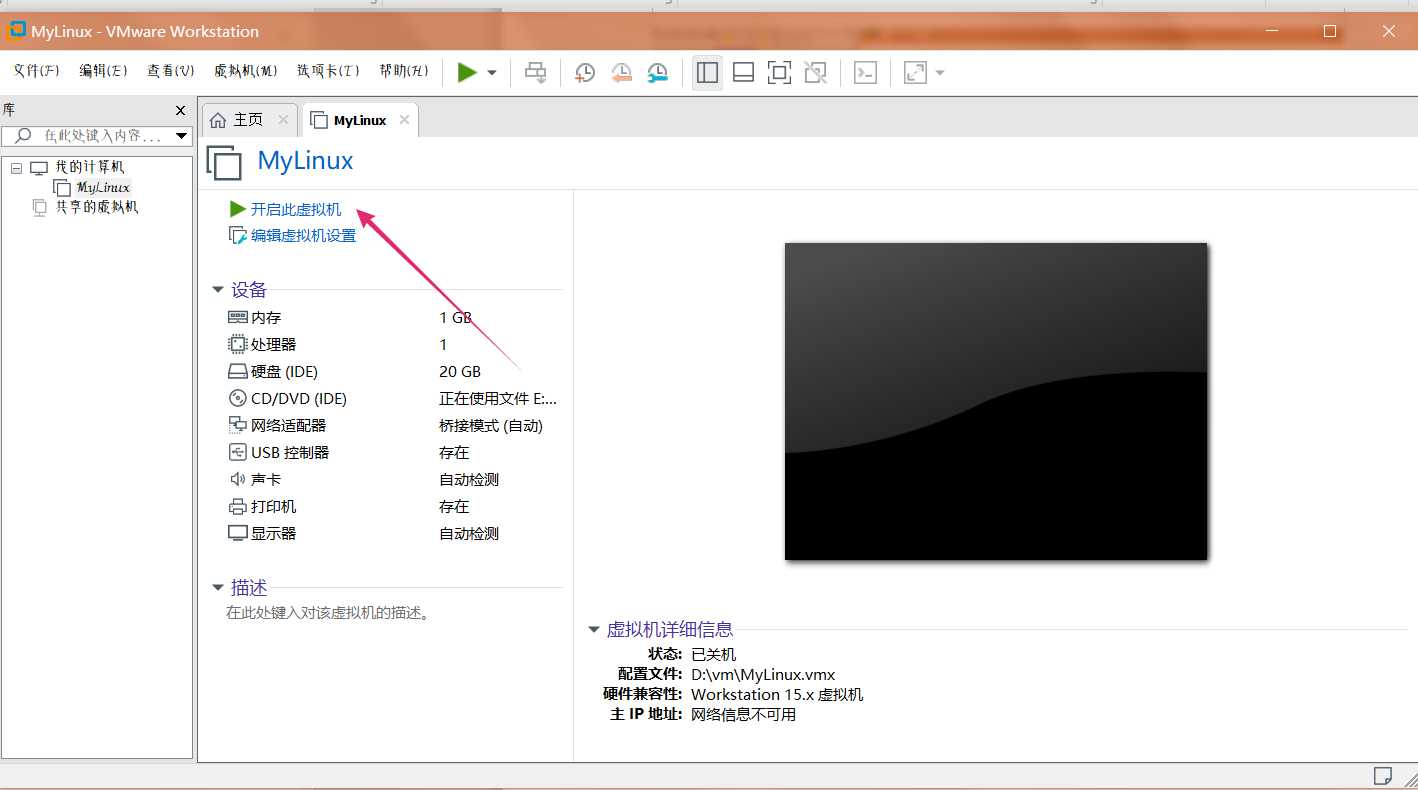 MyLinux - VMware Workstation
文件(F) 编辑(E) 查看(V) 虚拟机(M) 选项卡(T) 帮助(H)
库
在此处键入内容...
我的计算机
MyLinux
共享的虚拟机
主页 MyLinux
MyLinux
开启此虚拟机
编辑虚拟机设置
设备
内存 1 GB
处理器 1
硬盘 (IDE) 20 GB
CD/DVD (IDE) 正在使用文件 E:...
网络适配器 桥接模式 (自动)
USB 控制器 存在
声卡 自动检测
打印机 存在
显示器 自动检测
描述
在此处键入对该虚拟机的描述。
虚拟机详细信息
状态: 已关机
配置文件: D:\vm\MyLinux.vmx
硬件兼容性: Workstation 15.x 虚拟机
主 IP 地址: 网络信息不可用